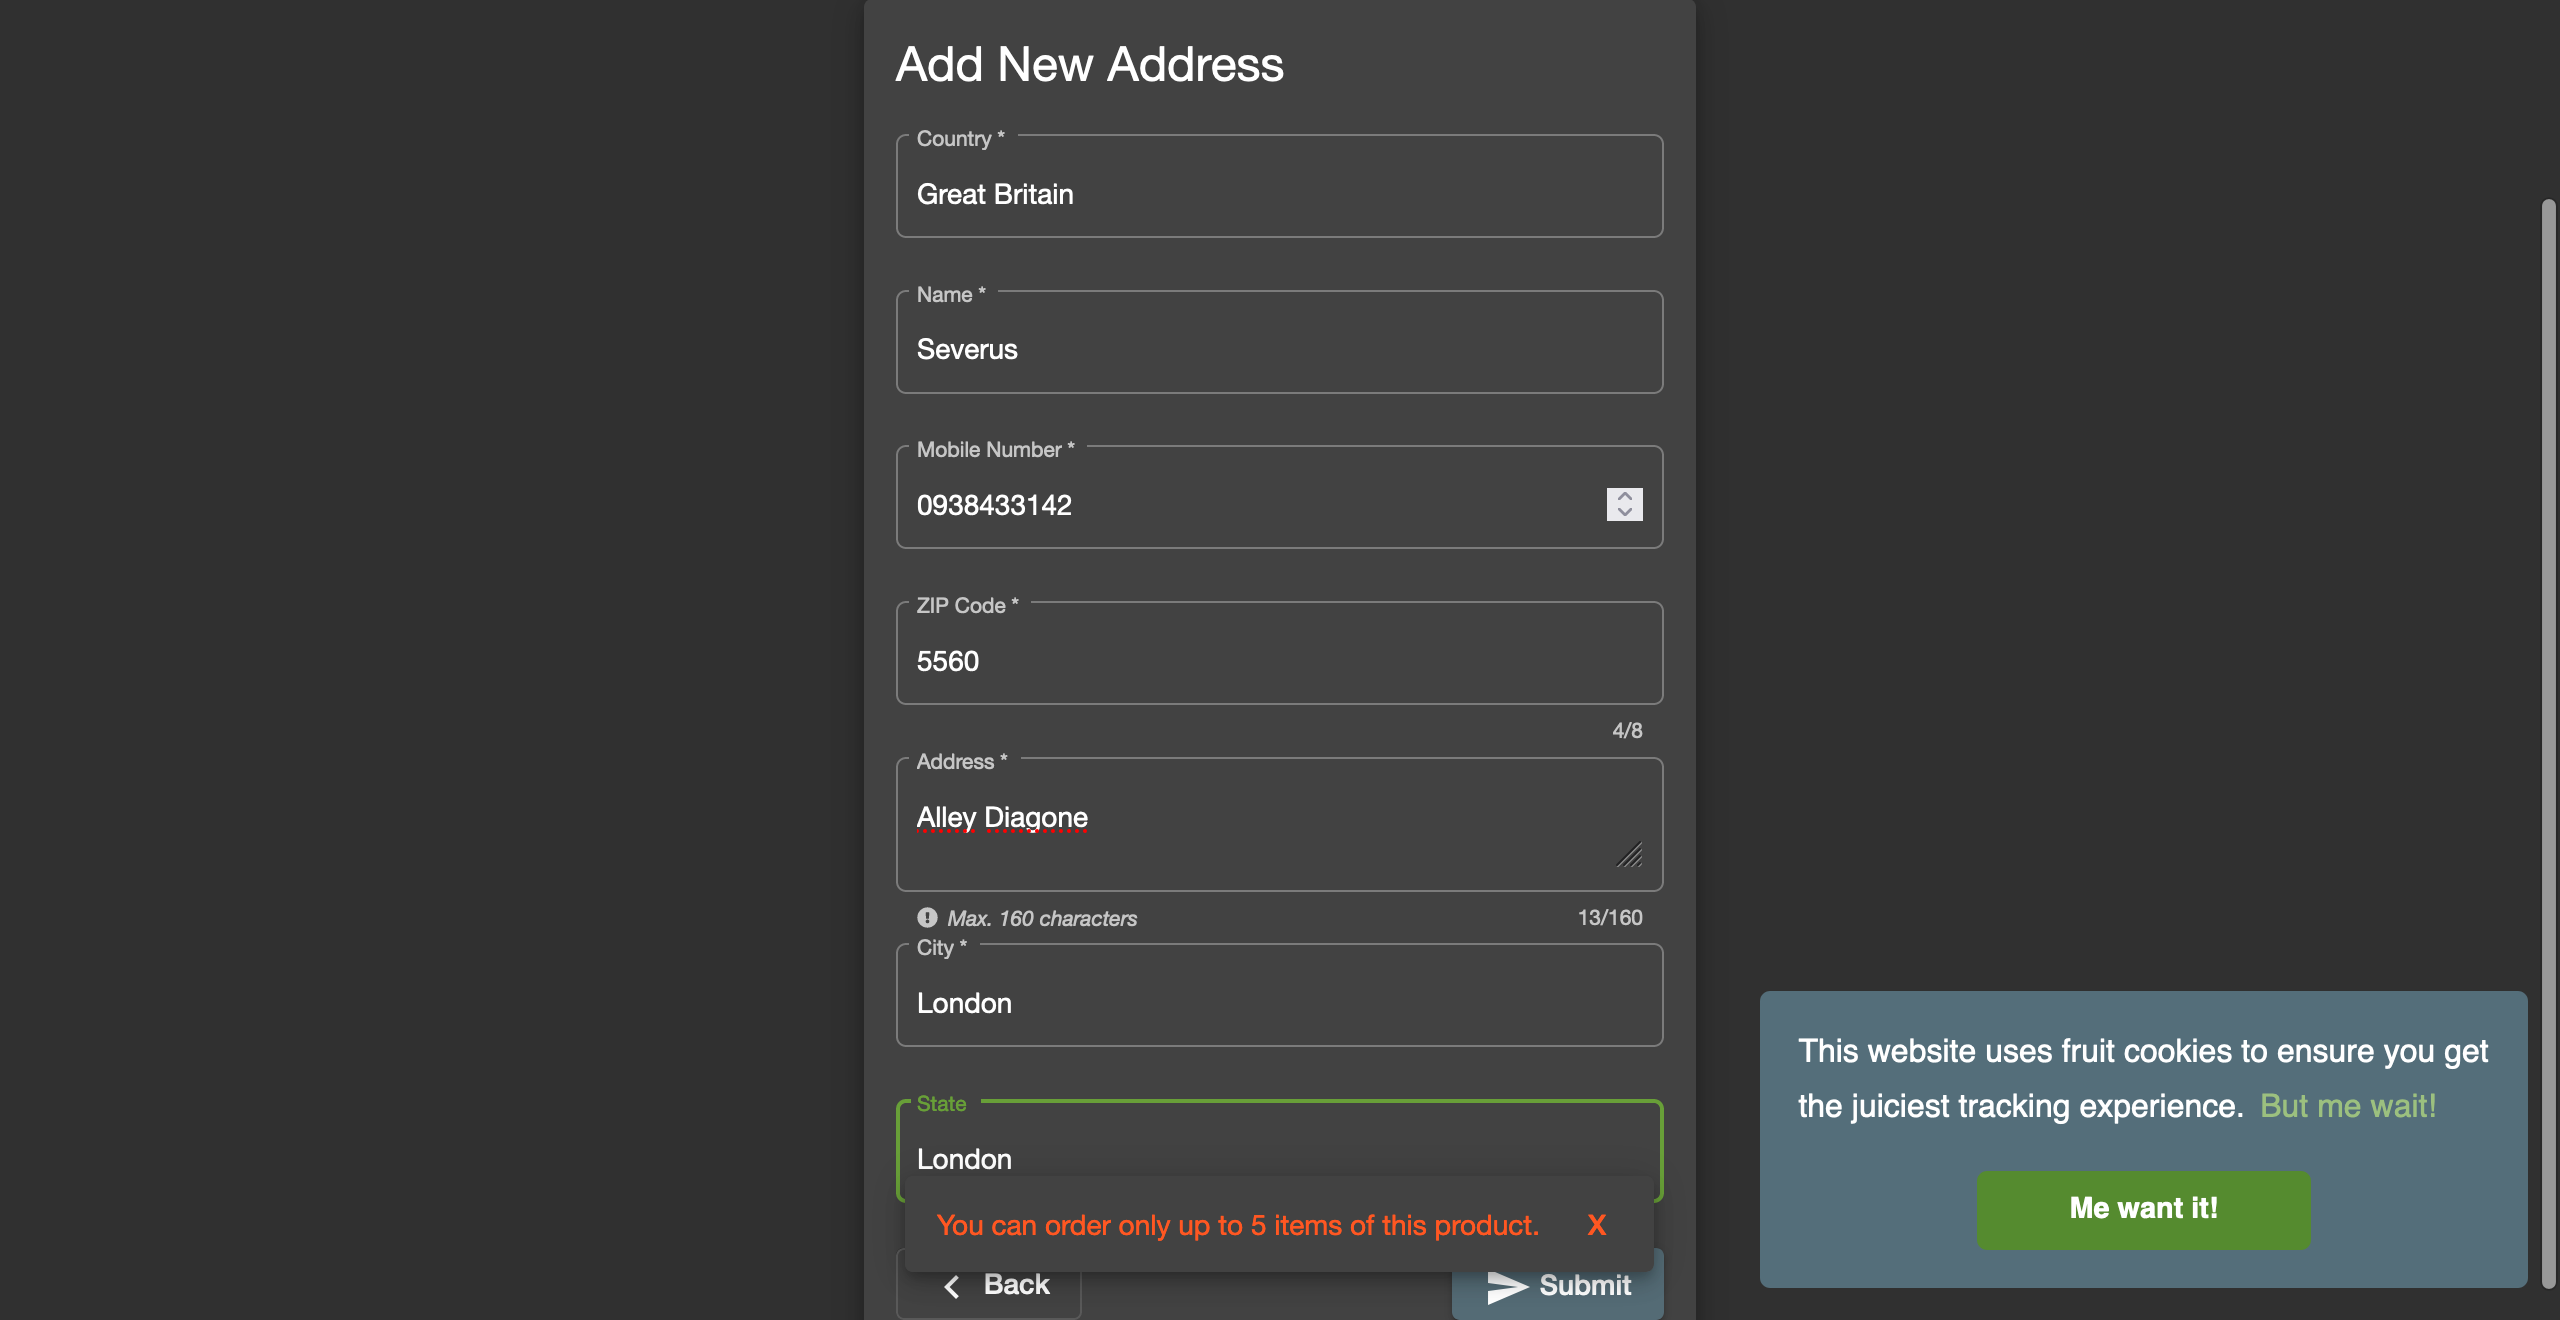 Add New Address
Country *
Great Britain
Name *
Severus
Mobile Number *
0938433142
ZIP Code *
5560
4/8
Address *
Alley Diagone
Max. 160 characters
13/160
City *
London
State
London
You can order only up to 5 items of this product. X
Back
Submit
This website uses fruit cookies to ensure you get
the juiciest tracking experience. But me wait!
Me want it!